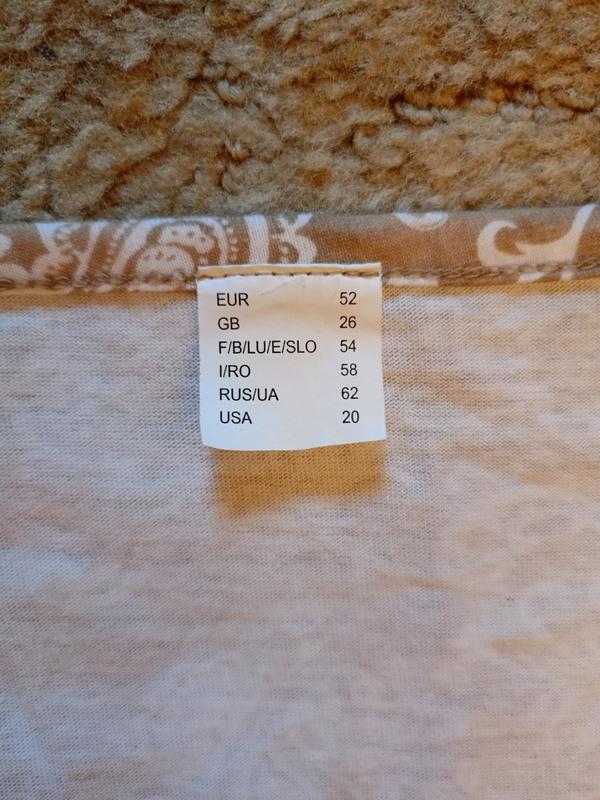 EUR 52
GB 26
F/B/LU/E/SLO 54
I/RO 58
RUS/UA 62
USA 20